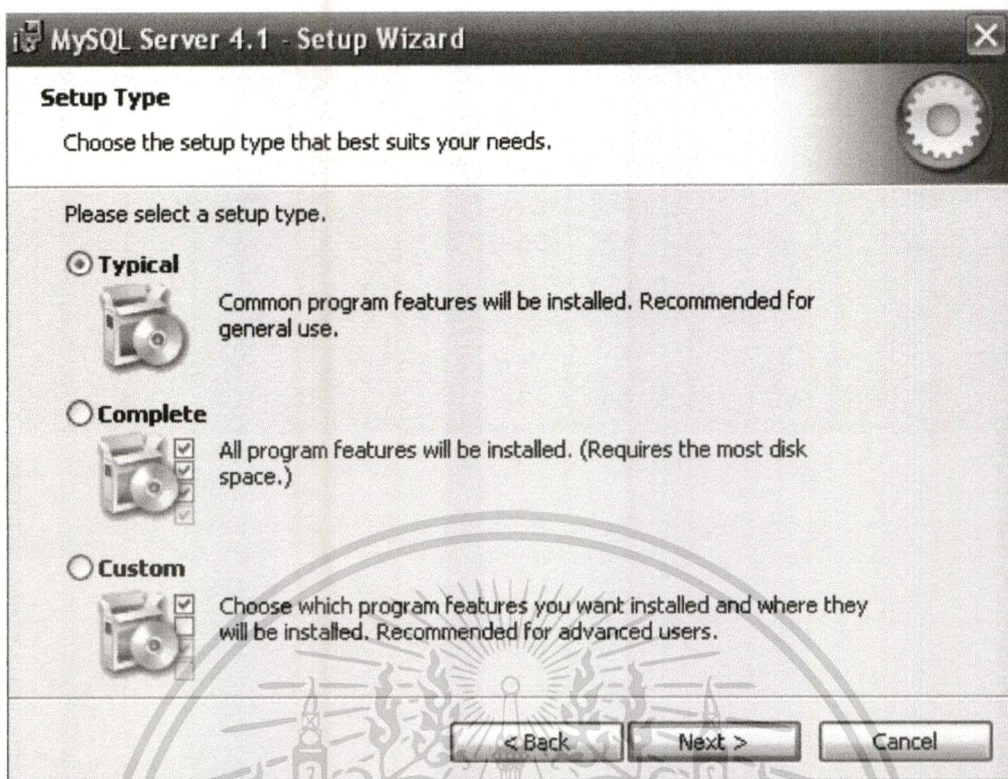 MySQL Server 4.1 - Setup Wizard
Setup Type
Choose the setup type that best suits your needs.
Please select a setup type.
Typical
Common program features will be installed. Recommended for
general use.
Complete
All program features will be installed. (Requires the most disk
space.)
Custom
Choose which program features you want installed and where they
will be installed. Recommended for advanced users.
< Back
Next >
Cancel